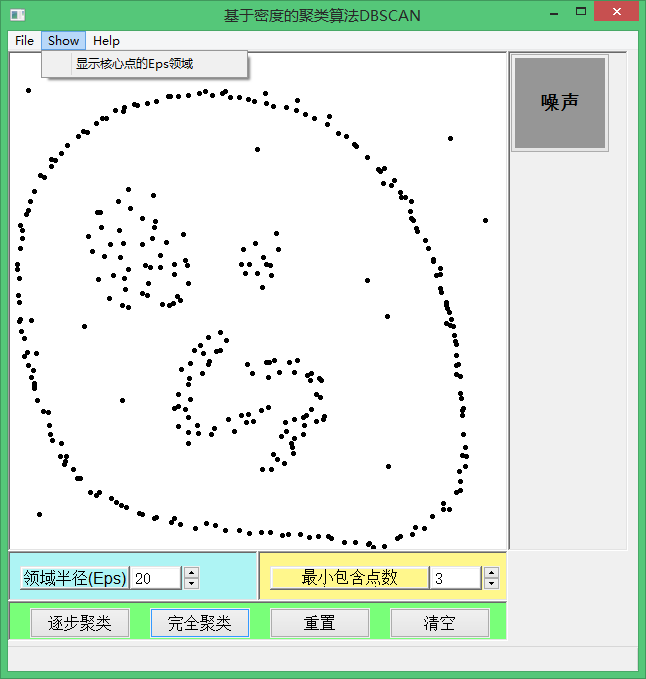 基于密度的聚类算法DBSCAN
File Show Help
显示核心点的Eps领域
噪声
领域半径(Eps) 20
最小包含点数 3
逐步聚类 完全聚类 重置 清空